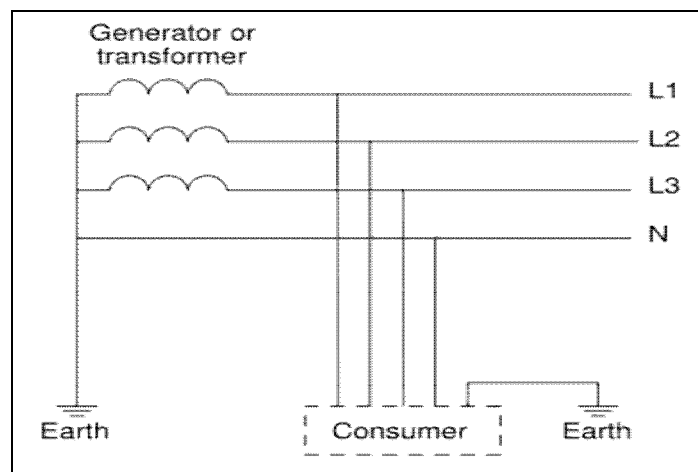 Generator or
transformer
L1
L2
L3
N
Earth
Consumer
Earth